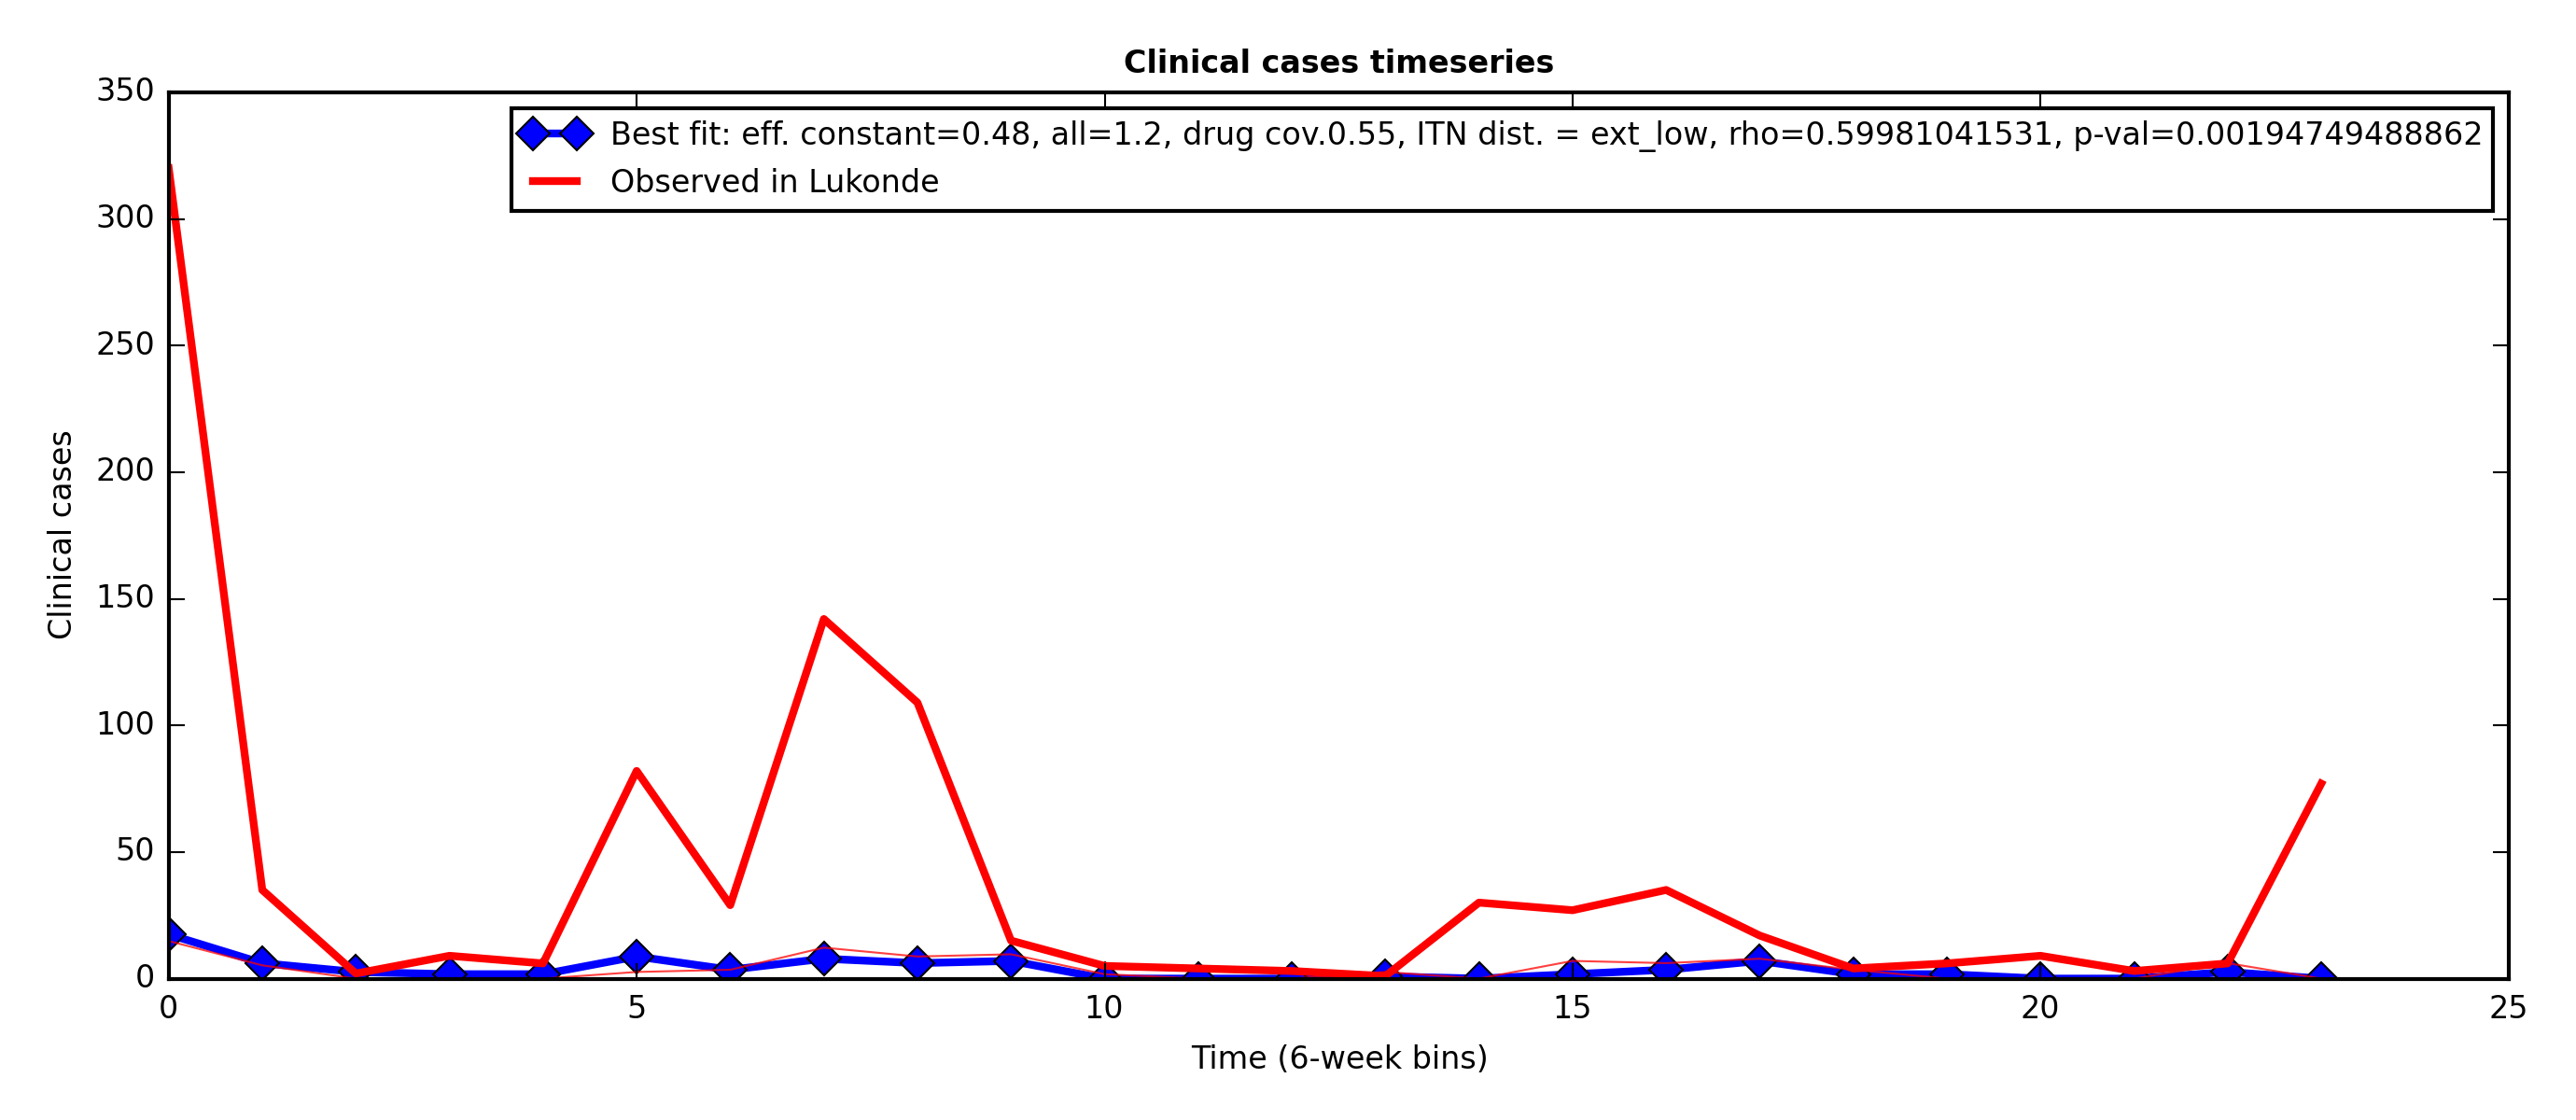 Clinical cases timeseries
350
300
250
200
150
100
50
0
Clinical cases
Best fit: eff. constant=0.48, all=1.2, drug cov.0.55, ITN dist. = ext_low, rho=0.59981041531, p-val=0.00194749488862
Observed in Lukonde
0 5 10 15 20 25
Time (6-week bins)